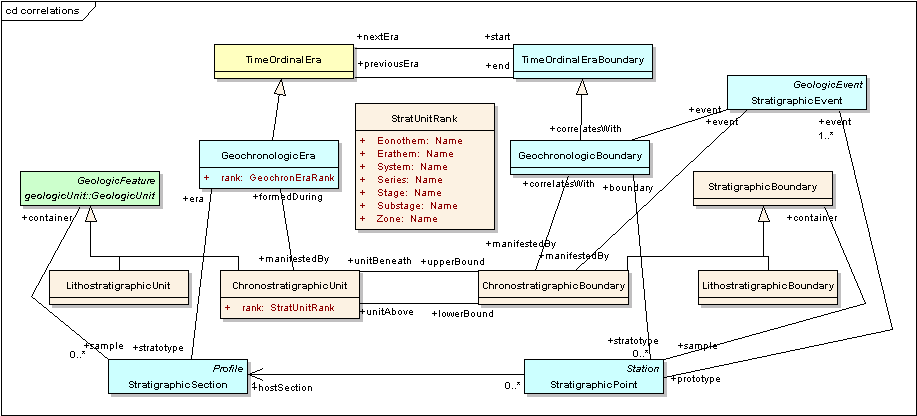 cd correlations
+nextEra
+start
TimeOrdinalEra
TimeOrdinalEraBoundary
+previousEra
+end
GeologicEvent
StratigraphicEvent
StratUnitRank
+ Eonothem: Name
+ Erathem: Name
+ System: Name
+ Series: Name
+ Stage: Name
+ Substage: Name
+ Zone: Name
+event
+event
+event
1..*
+correlatesWith
GeochronologicEra
+ rank: GeochronEraRank
GeochronologicBoundary
GeologicFeature
geologicUnit::GeologicUnit
StratigraphicBoundary
+era
+formedDuring
+correlatesWith
+boundary
+container
+container
+manifestedBy
+manifestedBy
+manifestedBy
+unitBeneath
+upperBound
LithostratigraphicUnit
ChronostratigraphicUnit
+ rank: StratUnitRank
ChronostratigraphicBoundary
LithostratigraphicBoundary
+unitAbove
+lowerBound
+sample
0..*
+stratotype
+stratotype
0..*
+sample
Profile
StratigraphicSection
1
+hostSection
0..*
Station
StratigraphicPoint
+prototype